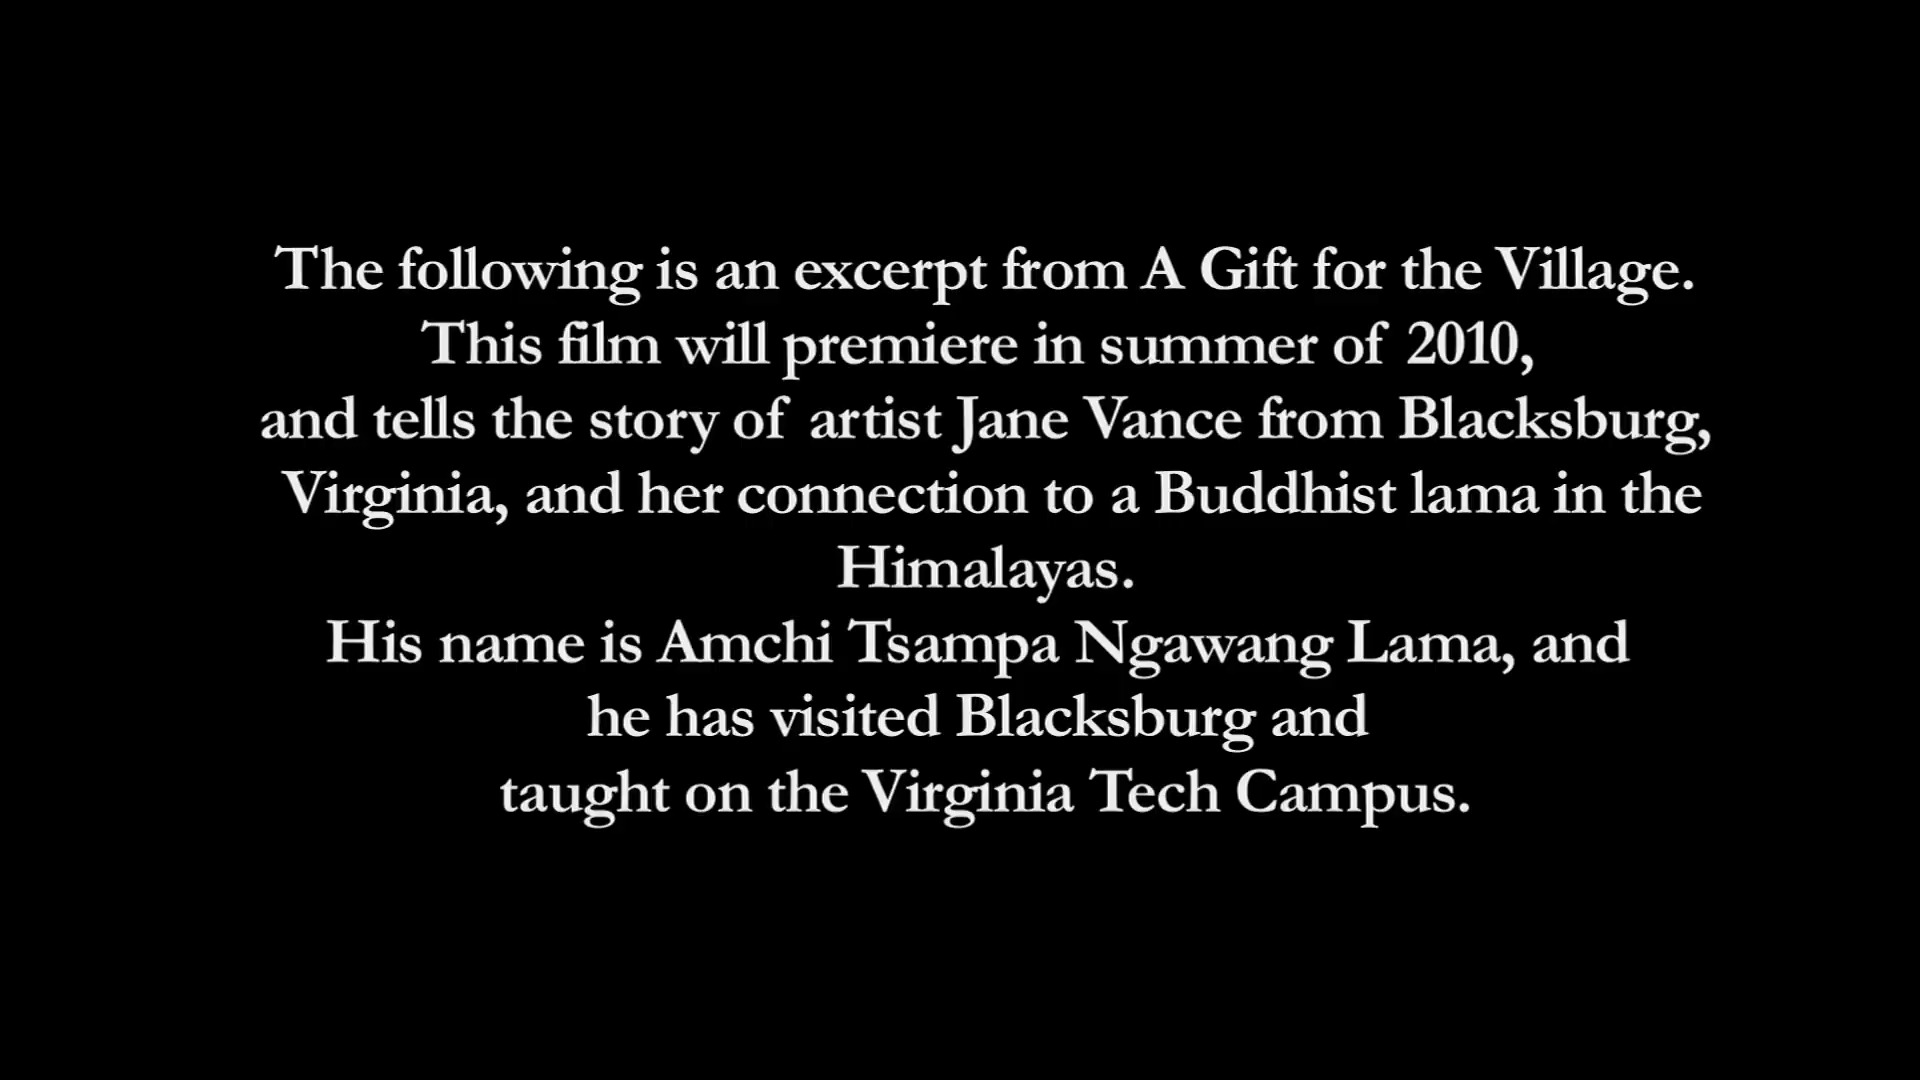 The following is an excerpt from A Gift for the Village.
This film will premiere in summer of 2010,
and tells the story of artist Jane Vance from Blacksburg,
Virginia, and her connection to a Buddhist lama in the
Himalayas.
His name is Amchi Tsampa Ngawang Lama, and
he has visited Blacksburg and
taught on the Virginia Tech Campus.